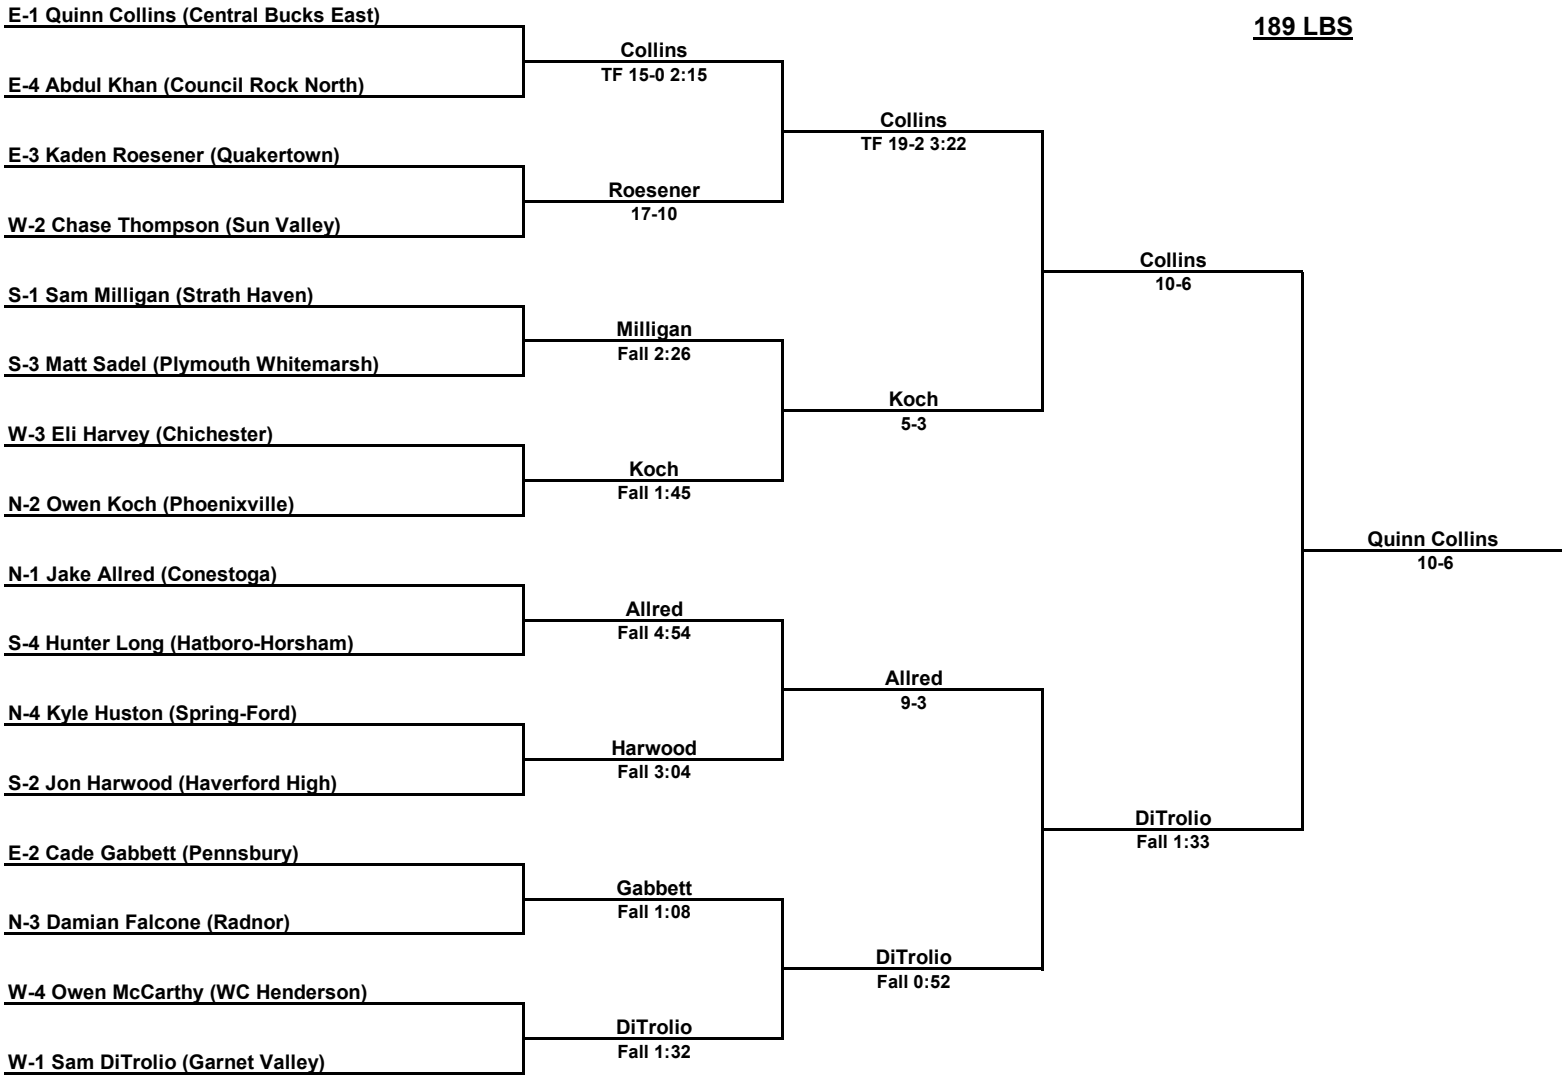 E-1 Quinn Collins (Central Bucks East)
189 LBS
Collins
TF 15-0 2:15
E-4 Abdul Khan (Council Rock North)
Collins
TF 19-2 3:22
E-3 Kaden Roesener (Quakertown)
Roesener
17-10
W-2 Chase Thompson (Sun Valley)
Collins
10-6
S-1 Sam Milligan (Strath Haven)
Milligan
Fall 2:26
S-3 Matt Sadel (Plymouth Whitemarsh)
Koch
5-3
W-3 Eli Harvey (Chichester)
Koch
Fall 1:45
N-2 Owen Koch (Phoenixville)
Quinn Collins
10-6
N-1 Jake Allred (Conestoga)
Allred
Fall 4:54
S-4 Hunter Long (Hatboro-Horsham)
Allred
9-3
N-4 Kyle Huston (Spring-Ford)
Harwood
Fall 3:04
S-2 Jon Harwood (Haverford High)
DiTrolio
Fall 1:33
E-2 Cade Gabbett (Pennsbury)
Gabbett
Fall 1:08
N-3 Damian Falcone (Radnor)
DiTrolio
Fall 0:52
W-4 Owen McCarthy (WC Henderson)
DiTrolio
Fall 1:32
W-1 Sam DiTrolio (Garnet Valley)